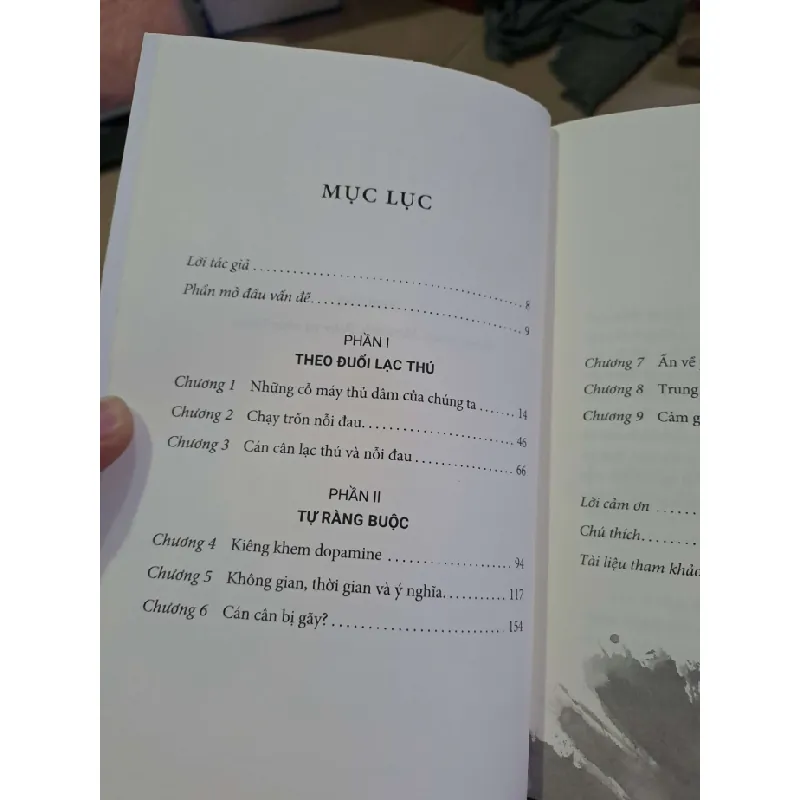 MỤC LỤC
Lời tác giả 8
Phần mở đầu vấn đề 9
PHẦN I
THEO ĐUỔI LẠC THÚ
Chương 1 Những cỗ máy thủ dâm của chúng ta 14
Chương 2 Chạy trốn nỗi đau 46
Chương 3 Cán cân lạc thú và nỗi đau 66
PHẦN II
TỰ RÀNG BUỘC
Chương 4 Kiêng khem dopamine 94
Chương 5 Không gian, thời gian và ý nghĩa 117
Chương 6 Cán cân bị gãy? 154
Chương 7 Ấn về
Chương 8 Trung
Chương 9 Cảm g
Lời cảm ơn
Chú thích
Tài liệu tham khảo